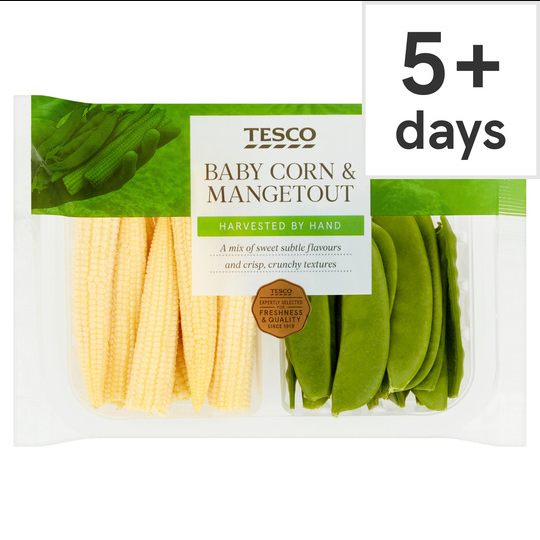 5+
days
TESCO
BABY CORN &
MANGETOUT
HARVESTED BY HAND
A mix of sweet subtle flavours
and crisp, crunchy textures
TESCO
EXPERTLY SELECTED
FOR
FRESHNESS
& QUALITY
SINCE 1919